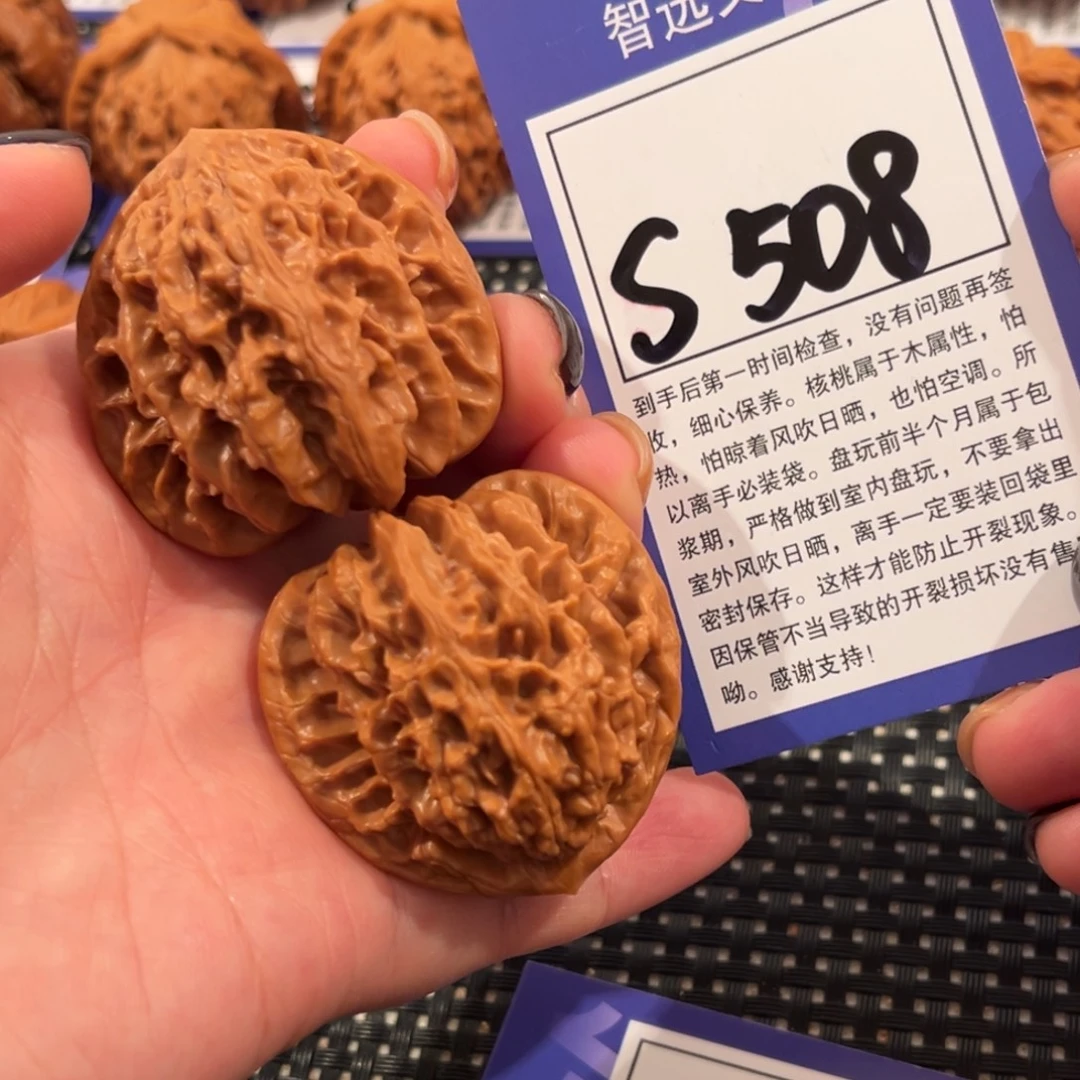 智选
S 508
到手后第一时间检查，没有问题再签
收，细心保养。核桃属于木属性，怕
热，怕晾着风吹日晒，也怕空调。所
以离手必装袋。盘玩前半个月属于包
浆期，严格做到室内盘玩，不要拿出
室外风吹日晒，离手一定要装回袋里
密封保存。这样才能防止开裂现象。
因保管不当导致的开裂损坏没有售
呦。感谢支持！